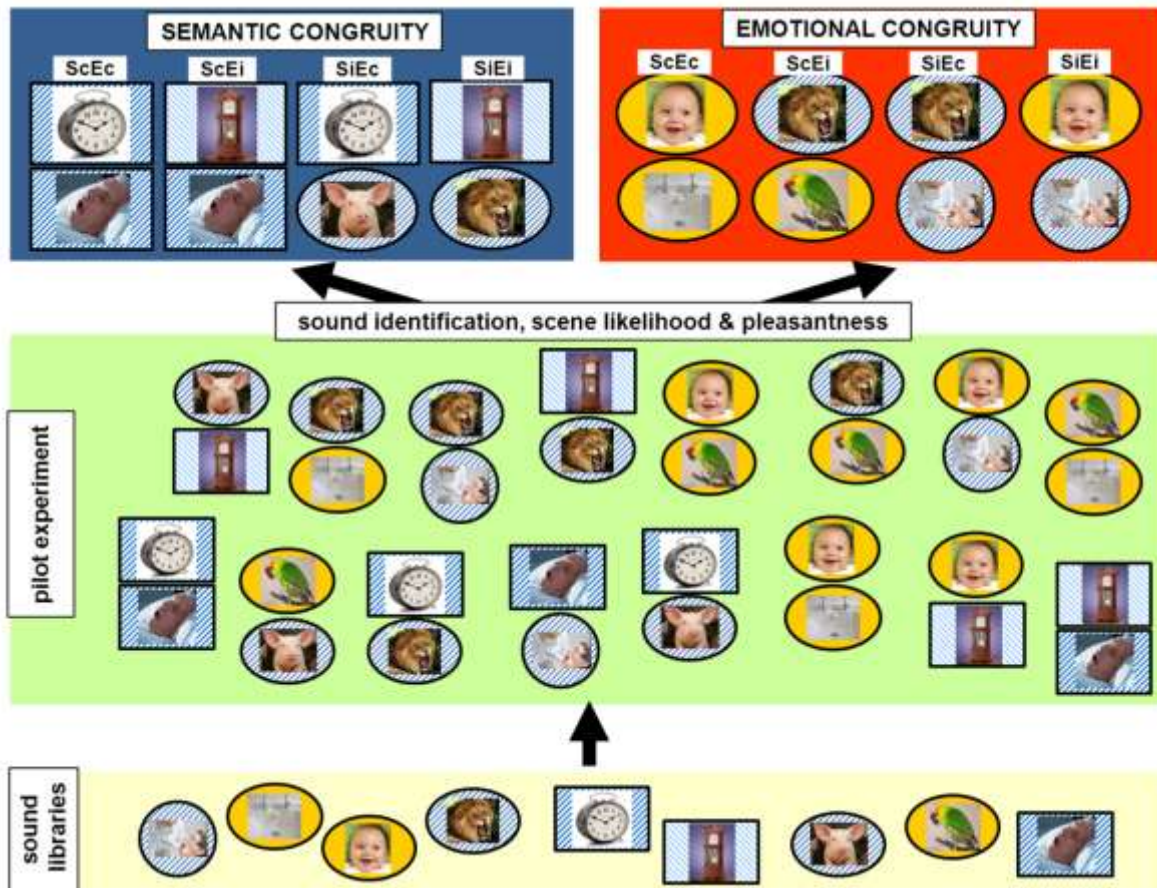 SEMANTIC CONGRUITY
EMOTIONAL CONGRUITY
ScEc
ScEi
SiEc
SiEi
ScEc
ScEi
SiEc
SiEi
sound identification, scene likelihood & pleasantness
pilot experiment
sound
libraries